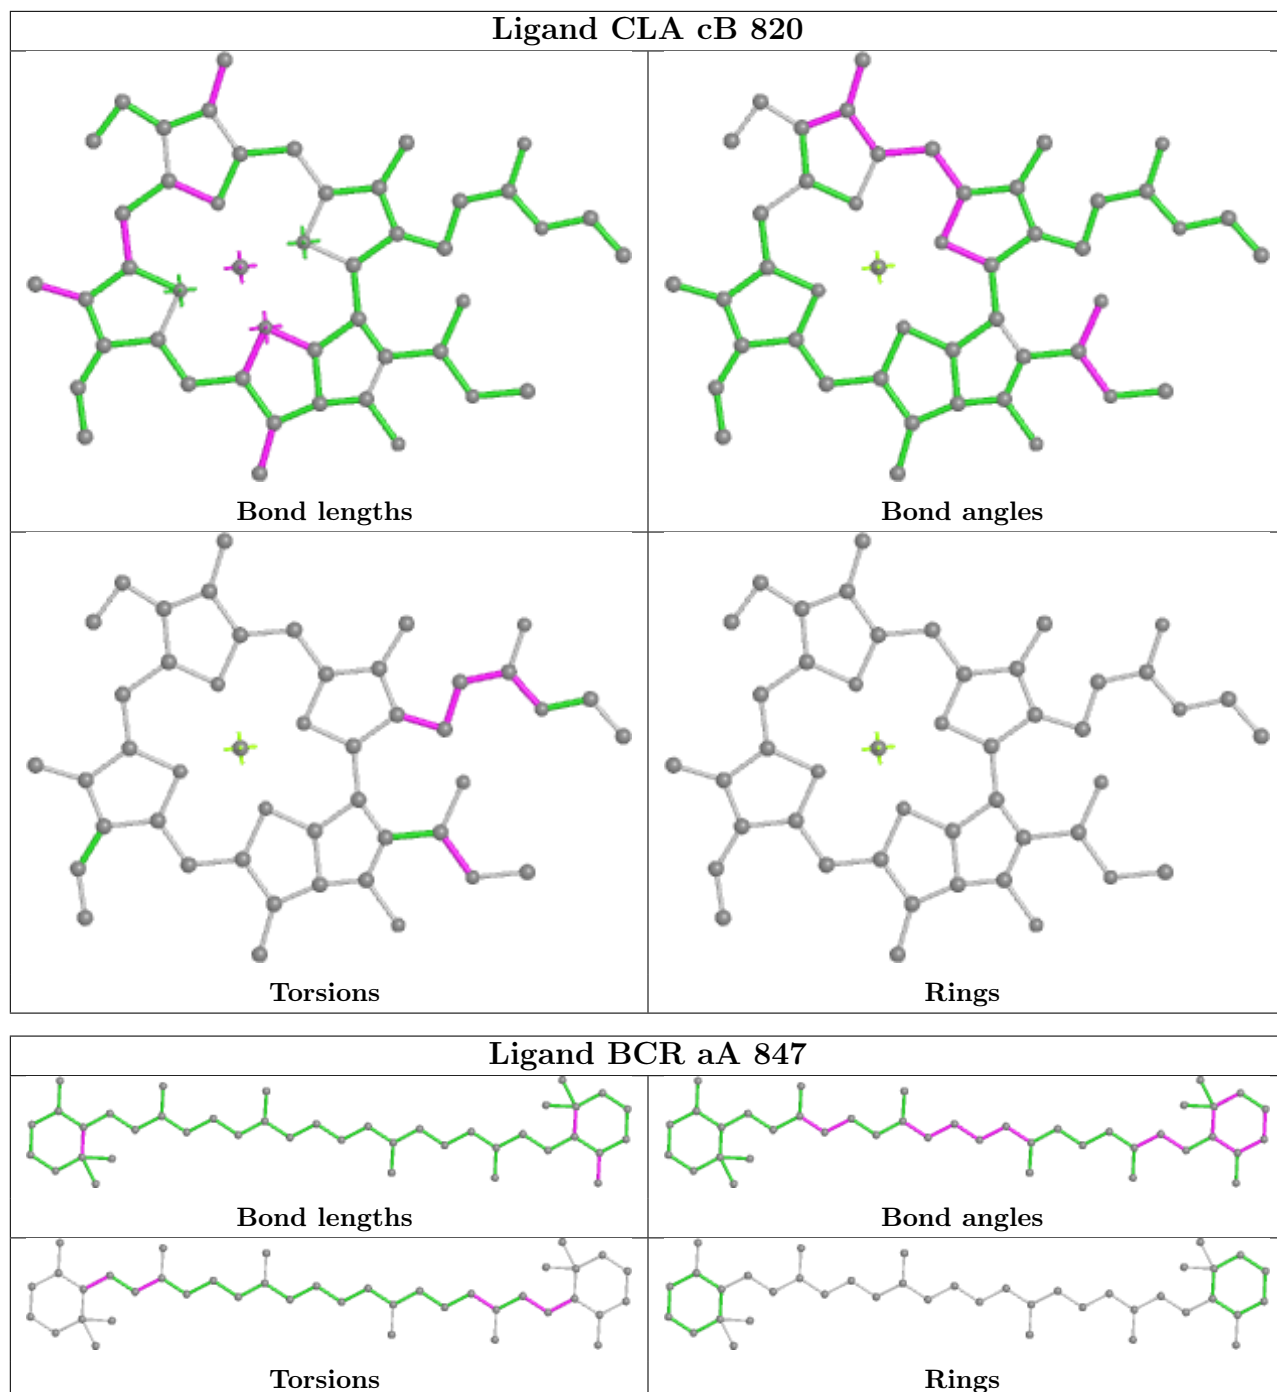 Ligand CLA cB 820
Bond lengths
Bond angles
Torsions
Rings
Ligand BCR aA 847
Bond lengths
Bond angles
Torsions
Rings